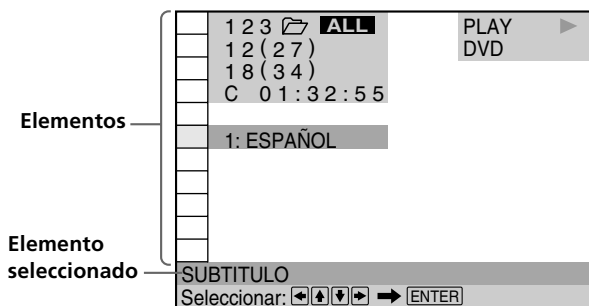 123 ALL
PLAY
12(27)
DVD
18(34)
C 01:32:55
Elementos
1: ESPAÑOL
Elemento
seleccionado
SUBTITULO
Seleccionar: ENTER